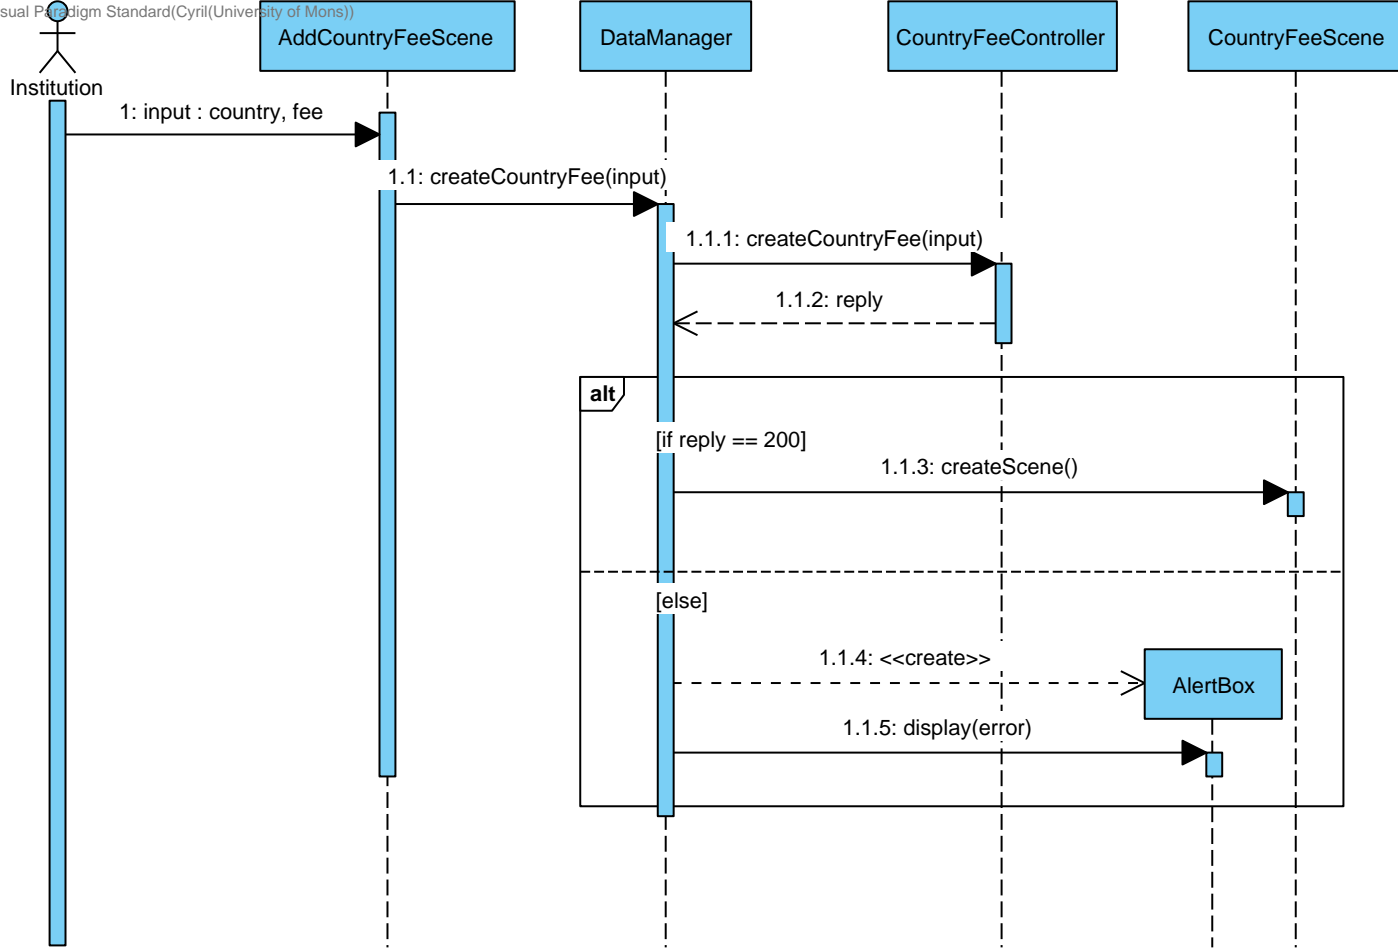 sual Paradigm Standard(Cyril(University of Mons))
Institution
AddCountryFeeScene
DataManager
CountryFeeController
CountryFeeScene
1: input : country, fee
1.1: createCountryFee(input)
1.1.1: createCountryFee(input)
1.1.2: reply
alt
[if reply == 200]
1.1.3: createScene()
[else]
1.1.4: <<create>>
AlertBox
1.1.5: display(error)